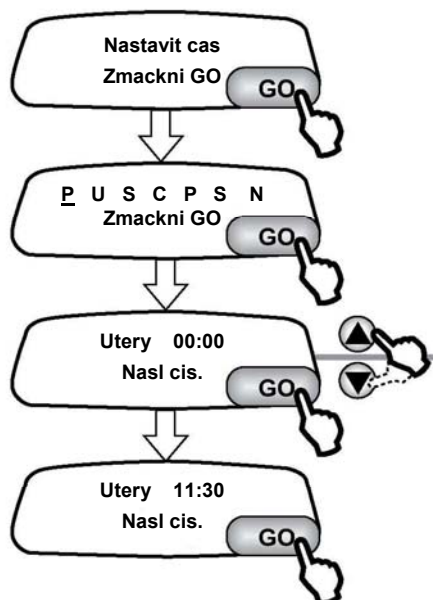 Nastavit cas
Zmackni GO
GO
P U S C P S N
Zmackni GO
GO
Utery 00:00
Nasl cis.
GO
Utery 11:30
Nasl cis.
GO